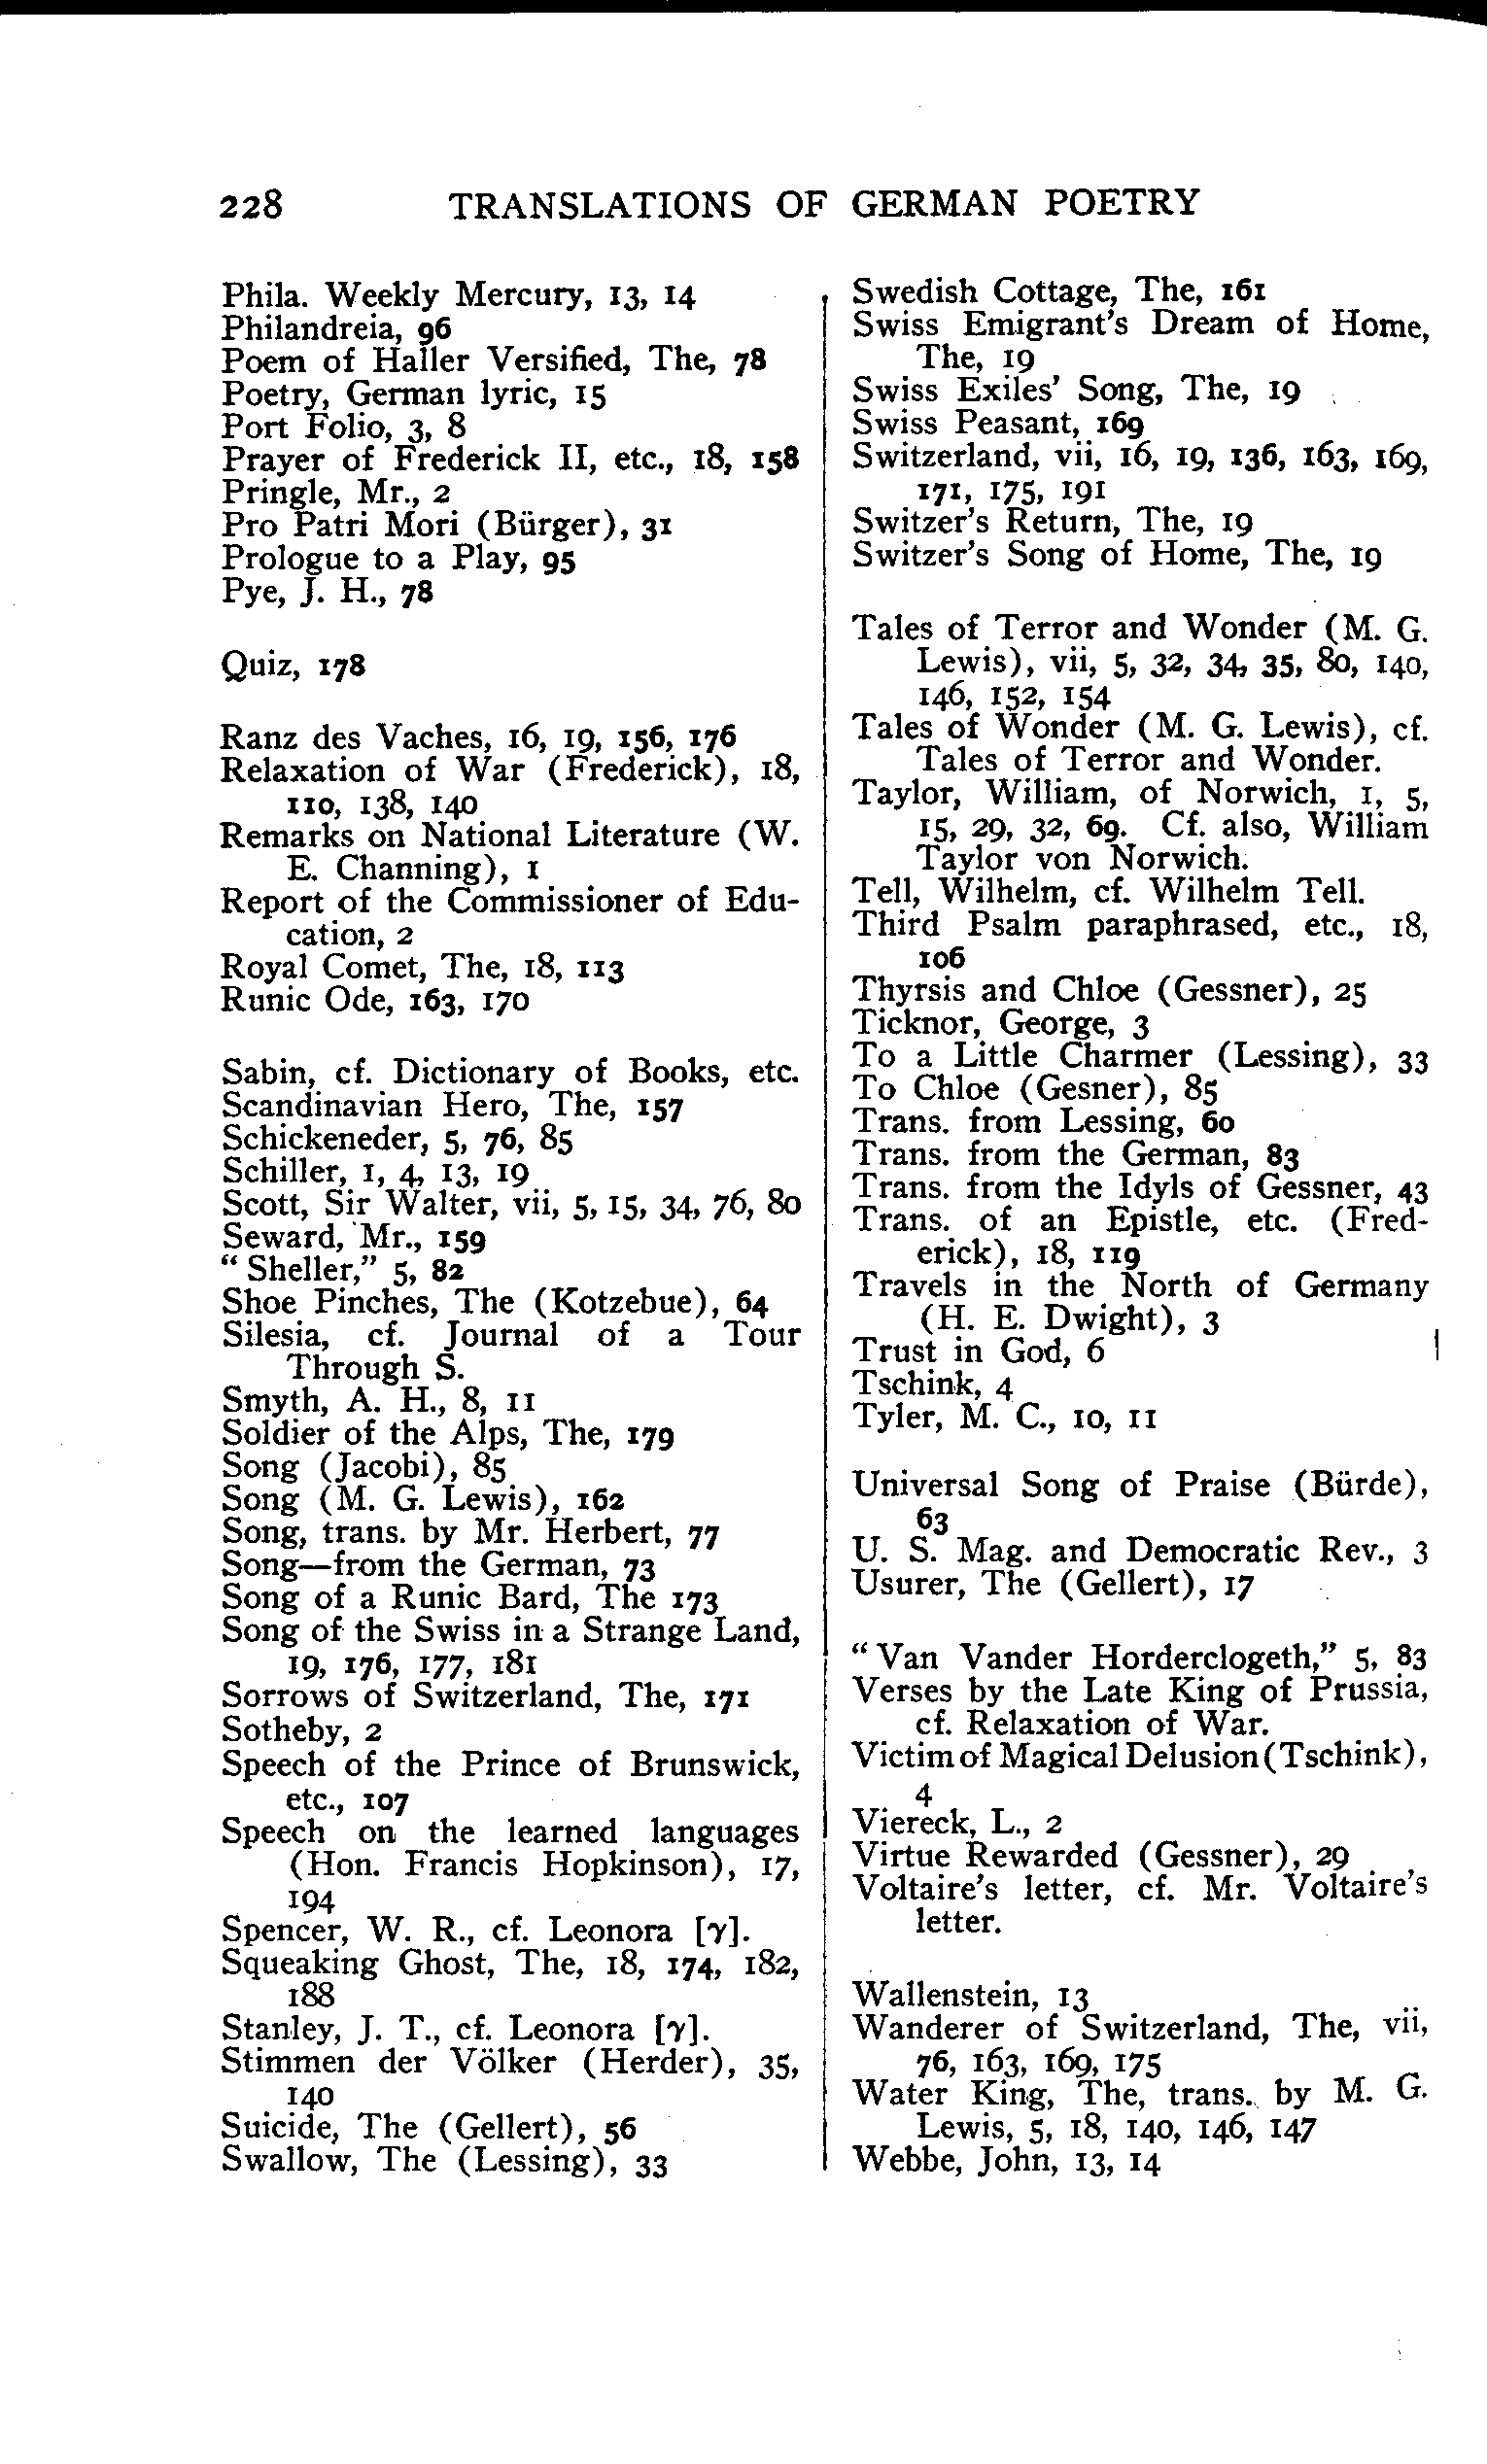 228 TRANSLATIONS OF GERMAN POETRY
Phila. Weekly Mercury, 13, 14
Philandreia, 96
Poem of Haller Versified, The, 78
Poetry, German lyric, 15
Port Folio, 3, 8
Prayer of Frederick II, etc., 18, 158
Pringle, Mr., 2
Pro Patri Mori (Bürger), 31
Prologue to a Play, 95
Pye, J. H., 78
Quiz, 178
Ranz des Vaches, 16, 19, 156, 176
Relaxation of War (Frederick), 18,
110, 138, 140
Remarks on National Literature (W.
E. Channing), 1
Report of the Commissioner of Edu-
cation, 2
Royal Comet, The, 18, 113
Runic Ode, 163, 170
Sabin, cf. Dictionary of Books, etc.
Scandinavian Hero, The, 157
Schickeneder, 5, 76, 85
Schiller, 1, 4, 13, 19
Scott, Sir Walter, vii, 5, 15, 34, 76, 80
Seward, Mr., 159
"Sheller," 5, 82
Shoe Pinches, The (Kotzebue), 64
Silesia, cf. Journal of a Tour
Through S.
Smyth, A. H., 8, 11
Soldier of the Alps, The, 179
Song (Jacobi), 85
Song (M. G. Lewis), 162
Song, trans. by Mr. Herbert, 77
Song—from the German, 73
Song of a Runic Bard, The 173
Song of the Swiss in a Strange Land,
19, 176, 177, 181
Sorrows of Switzerland, The, 171
Sotheby, 2
Speech of the Prince of Brunswick,
etc., 107
Speech on the learned languages
(Hon. Francis Hopkinson), 17,
194
Spencer, W. R., cf. Leonora [γ].
Squeaking Ghost, The, 18, 174, 182,
188
Stanley, J. T., cf. Leonora [γ].
Stimmen der Völker (Herder), 35,
140
Suicide, The (Gellert), 56
Swallow, The (Lessing), 33
Swedish Cottage, The, 161
Swiss Emigrant's Dream of Home,
The, 19
Swiss Exiles' Song, The, 19
Swiss Peasant, 169
Switzerland, vii, 16, 19, 136, 163, 169,
171, 175, 191
Switzer's Return, The, 19
Switzer's Song of Home, The, 19
Tales of Terror and Wonder (M. G.
Lewis), vii, 5, 32, 34, 35, 80, 140,
146, 152, 154
Tales of Wonder (M. G. Lewis), cf.
Tales of Terror and Wonder.
Taylor, William, of Norwich, 1, 5,
15, 29, 32, 69. Cf. also, William
Taylor von Norwich.
Tell, Wilhelm, cf. Wilhelm Tell.
Third Psalm paraphrased, etc., 18,
106
Thyrsis and Chloe (Gessner), 25
Ticknor, George, 3
To a Little Charmer (Lessing), 33
To Chloe (Gesner), 85
Trans. from Lessing, 60
Trans. from the German, 83
Trans. from the Idyls of Gessner, 43
Trans. of an Epistle, etc. (Fred-
erick), 18, 119
Travels in the North of Germany
(H. E. Dwight), 3
Trust in God, 6
Tschink, 4
Tyler, M. C., 10, 11
Universal Song of Praise (Bürde),
63
U. S. Mag. and Democratic Rev., 3
Usurer, The (Gellert), 17
"Van Vander Horderclogeth," 5, 83
Verses by the Late King of Prussia,
cf. Relaxation of War.
Victim of Magical Delusion (Tschink),
4
Viereck, L., 2
Virtue Rewarded (Gessner), 29
Voltaire's letter, cf. Mr. Voltaire's
letter.
Wallenstein, 13
Wanderer of Switzerland, The, vii,
76, 163, 169, 175
Water King, The, trans. by M. G.
Lewis, 5, 18, 140, 146, 147
Webbe, John, 13, 14